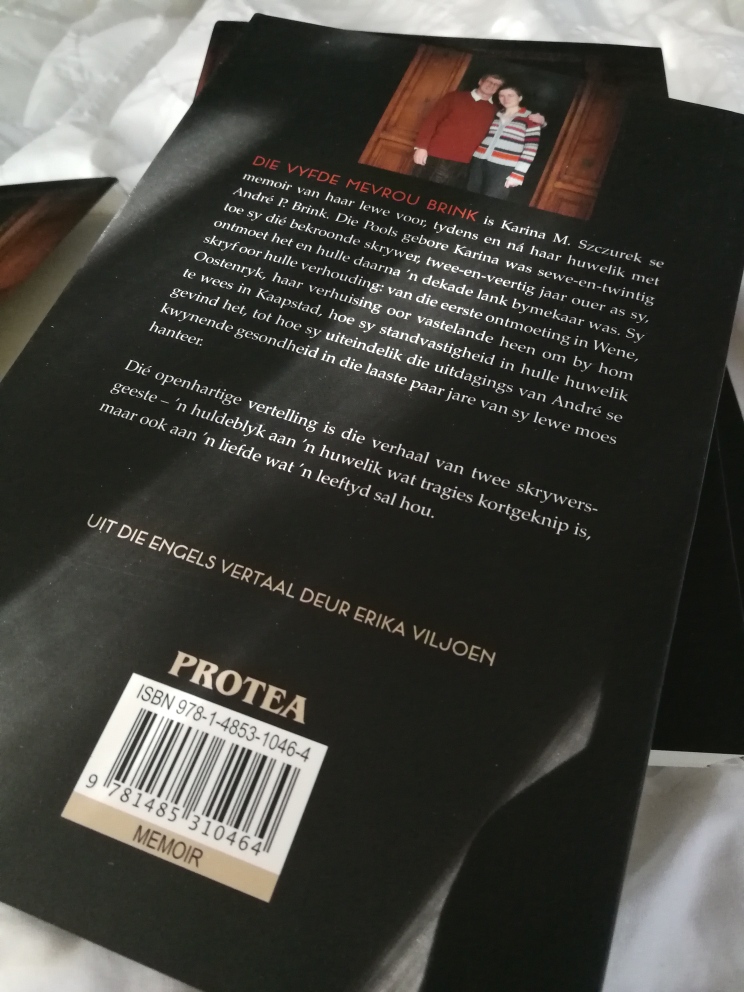 DIE VYFDE MEVROU BRINK is Karina M. Szczurek se
memoir van haar lewe voor, tydens en ná haar huwelik met
André P. Brink. Die Pools gebore Karina was sewe-en-twintig
toe sy dié bekroonde skrywer, twee-en-veertig jaar ouer as sy,
ontmoet het en hulle daarna ’n dekade lank bymekaar was. Sy
skryf oor hulle verhouding: van die eerste ontmoeting in Wene,
Oostenryk, haar verhuising oor vastelande heen om by hom
te wees in Kaapstad, hoe sy standvastigheid in hulle huwelik
gevind het, tot hoe sy uiteindelik die uitdagings van André se
kwynende gesondheid in die laaste paar jare van sy lewe moes
hanteer.
Dié openhartige vertelling is die verhaal van twee skrywers-
geeste – ’n huldeblyk aan ’n huwelik wat tragies kortgeknip is,
maar ook aan ’n liefde wat ’n leeftyd sal hou.
UIT DIE ENGELS VERTAAL DEUR ERIKA VILJOEN
PROTEA
ISBN 978-1-4853-1046-4
9 781485 310464
MEMOIR